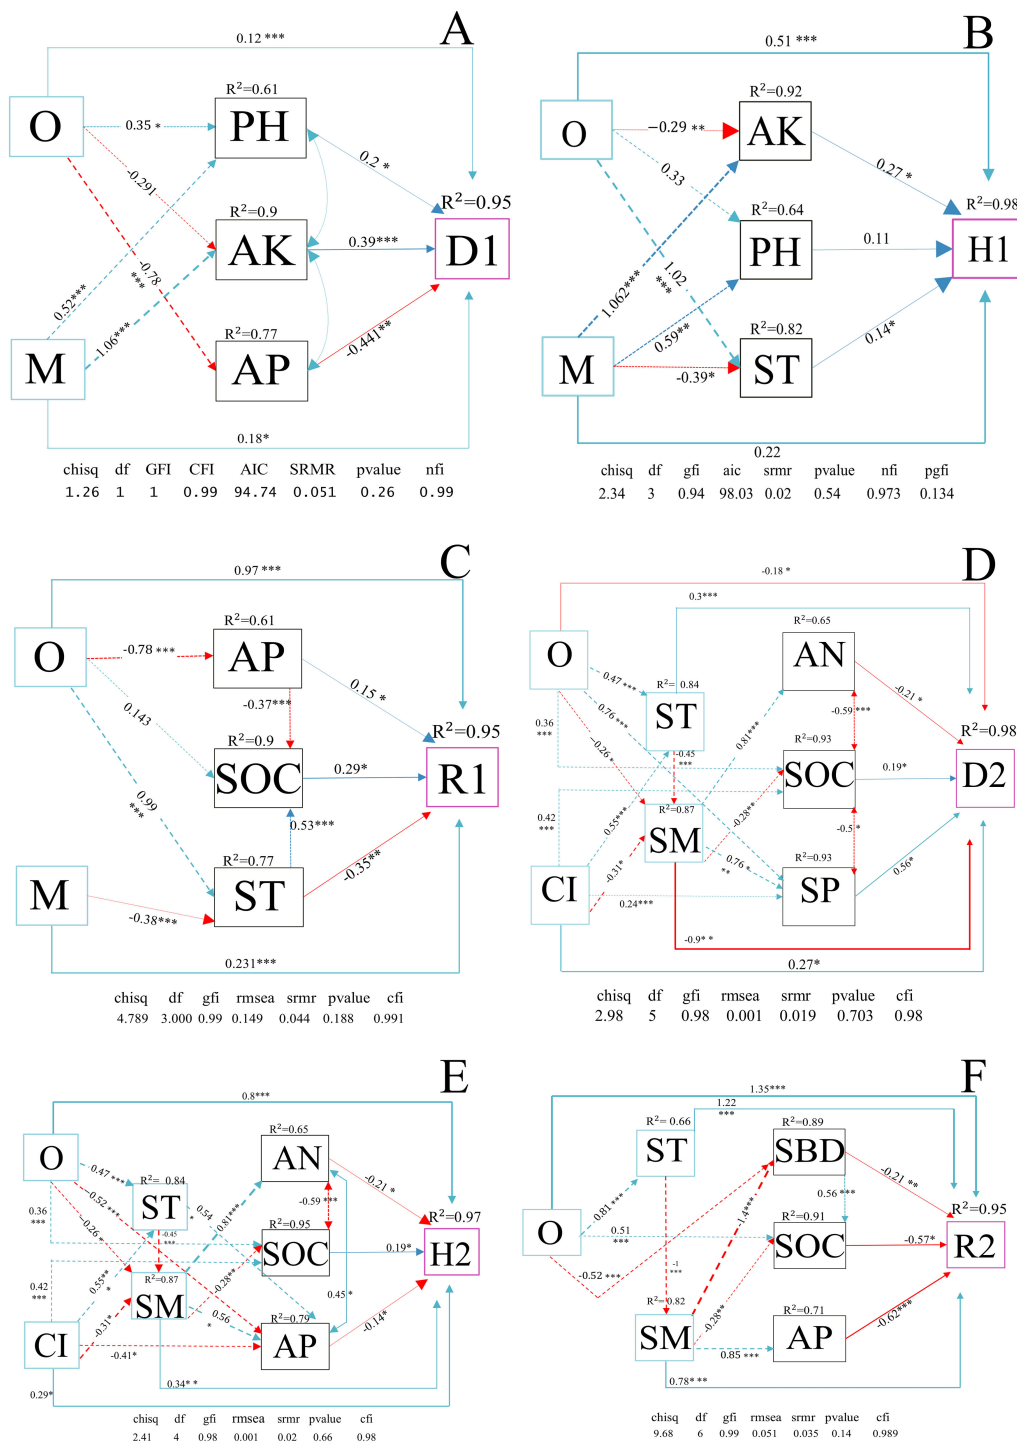 A
0.12 ***
R²=0.61
O
0.35 *
PH
-0.291
0.2 *
R²=0.9
R²=0.95
-0.78
***
AK
0.39***
D1
0.52***
-1.06***
R²=0.77
M
AP
-0.441**
0.18*
chisq df GFI CFI AIC SRMR pvalue nfi
1.26 1 1 0.99 94.74 0.051 0.26 0.99
B
0.51 ***
R²=0.92
O
−0.29 **
AK
0.33
0.27 *
R²=0.64
R²=0.98
PH
0.11
H1
1.02
***
1.062***
0.59**
R²=0.82
M
-0.39*
ST
0.14*
0.22
chisq df gfi aic srmr pvalue nfi pgfi
2.34 3 0.94 98.03 0.02 0.54 0.973 0.134
C
0.97 ***
R²=0.61
O
-0.78 ***
AP
0.15 *
-0.37***
0.143
R²=0.9
R²=0.95
SOC
0.29*
R1
0.99
***
0.53***
R²=0.77
M
-0.38***
ST
-0.35**
0.231***
chisq df gfi rmsea srmr pvalue cfi
4.789 3.000 0.99 0.149 0.044 0.188 0.991
D
-0.18 *
0.3***
R²=0.65
O
AN
0.47 ***
R²= 0.84
-0.21 *
0.76 ***
ST
-0.59 ***
0.36
***
R²=0.98
-0.26 *
0.81***
-0.45
***
R²=0.93
SOC
0.19*
D2
R²=0.87
0.42
***
0.55***
SM
-0.28**
-0.5 *
-0.31*
0.76 *
**
R²=0.93
CI
0.24***
SP
0.56*
-0.9* *
0.27*
chisq df gfi rmsea srmr pvalue cfi
2.98 5 0.98 0.001 0.019 0.703 0.98
E
0.8***
R²=0.65
O
AN
0.47 ***
R²= 0.84
-0.21 *
-0.52 ***
ST
0.54
*
-0.59 ***
0.36
***
R²=0.97
-0.26 *
0.81***
-0.45
***
R²=0.95
SOC
0.19*
H2
R²=0.87
0.42
***
0.55**
*
SM
-0.28**
0.45 *
-0.31*
0.56
*
R²=0.79
CI
-0.41*
AP
-0.14*
0.34* *
0.29*
chisq df gfi rmsea srmr pvalue cfi
2.41 4 0.98 0.001 0.02 0.66 0.98
F
1.35***
1.22
***
R²= 0.66
R²=0.89
ST
SBD
-0.21 **
-0.81 ***
0.56 ***
-1.4***
R²=0.91
R²=0.95
O
0.51
***
SOC
-0.57*
R2
-0.52 ***
-1
***
R²= 0.82
-0.28**
R²=0.71
SM
0.85 ***
AP
-0.62***
0.78* **
chisq df gfi rmsea srmr pvalue cfi
9.68 6 0.99 0.051 0.035 0.14 0.989